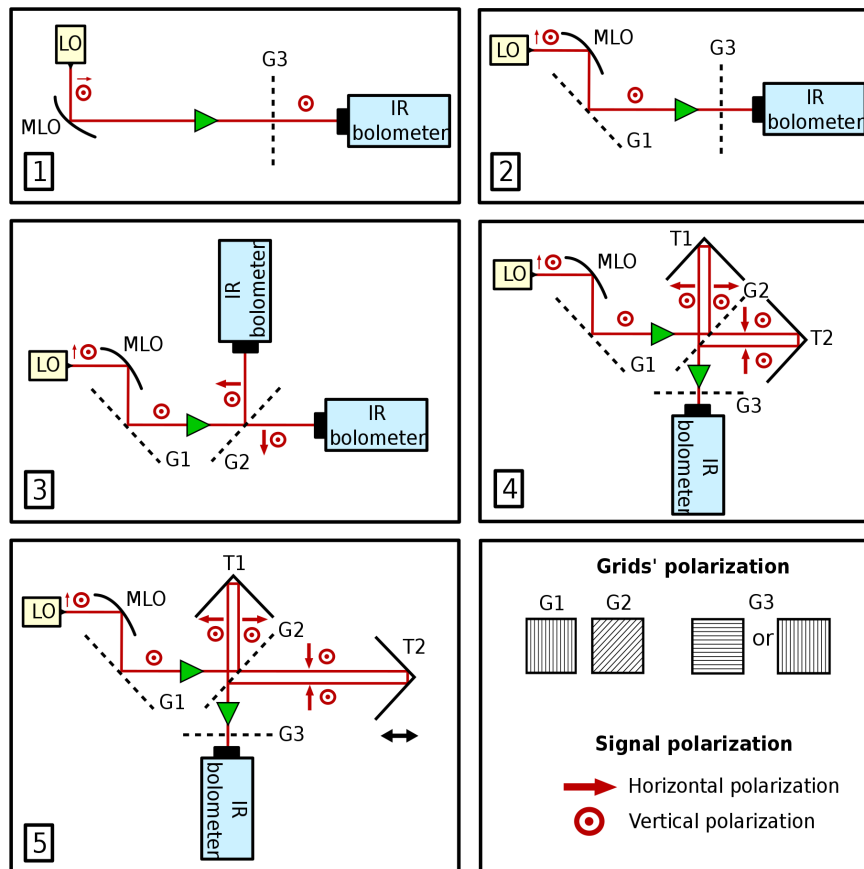 LO
MLO
G3
IR
bolometer
1
LO
MLO
G3
G1
IR
bolometer
2
IR
bolometer
LO
MLO
G1
G2
IR
bolometer
3
T1
LO
MLO
G2
G1
T2
G3
IR
bolometer
4
T1
LO
MLO
G2
T2
G1
G3
IR
bolometer
5
Grids' polarization
G1 G2 G3
or
Signal polarization
Horizontal polarization
Vertical polarization